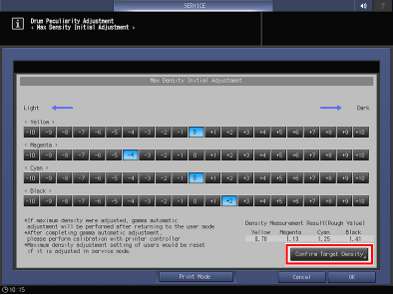 SERVICE
Drum Peculiarity Adjustment
< Max Density Initial Adjustment >
Max Density Initial Adjustment
Light
Dark
< Yellow >
-10 -9 -8 -7 -6 -5 -4 -3 -2 -1 0 +1 +2 +3 +4 +5 +6 +7 +8 +9 +10
< Magenta >
-10 -9 -8 -7 -6 -5 -4 -3 -2 -1 0 +1 +2 +3 +4 +5 +6 +7 +8 +9 +10
< Cyan >
-10 -9 -8 -7 -6 -5 -4 -3 -2 -1 0 +1 +2 +3 +4 +5 +6 +7 +8 +9 +10
< Black >
-10 -9 -8 -7 -6 -5 -4 -3 -2 -1 0 +1 +2 +3 +4 +5 +6 +7 +8 +9 +10
*If maximum density were adjusted, gamma automatic
adjustment will be performed after returning to the user mode
*After completing gamma automatic adjustment,
please perform calibration with printer controller
*Maximum density adjustment setting of users would be reset
if it is adjusted in service mode.
Density Measurement Result(Rough Value)
Yellow Magenta Cyan Black
0.78 1.13 1.25 1.41
Confirm Target Density
Print Mode
Cancel
OK
10:15